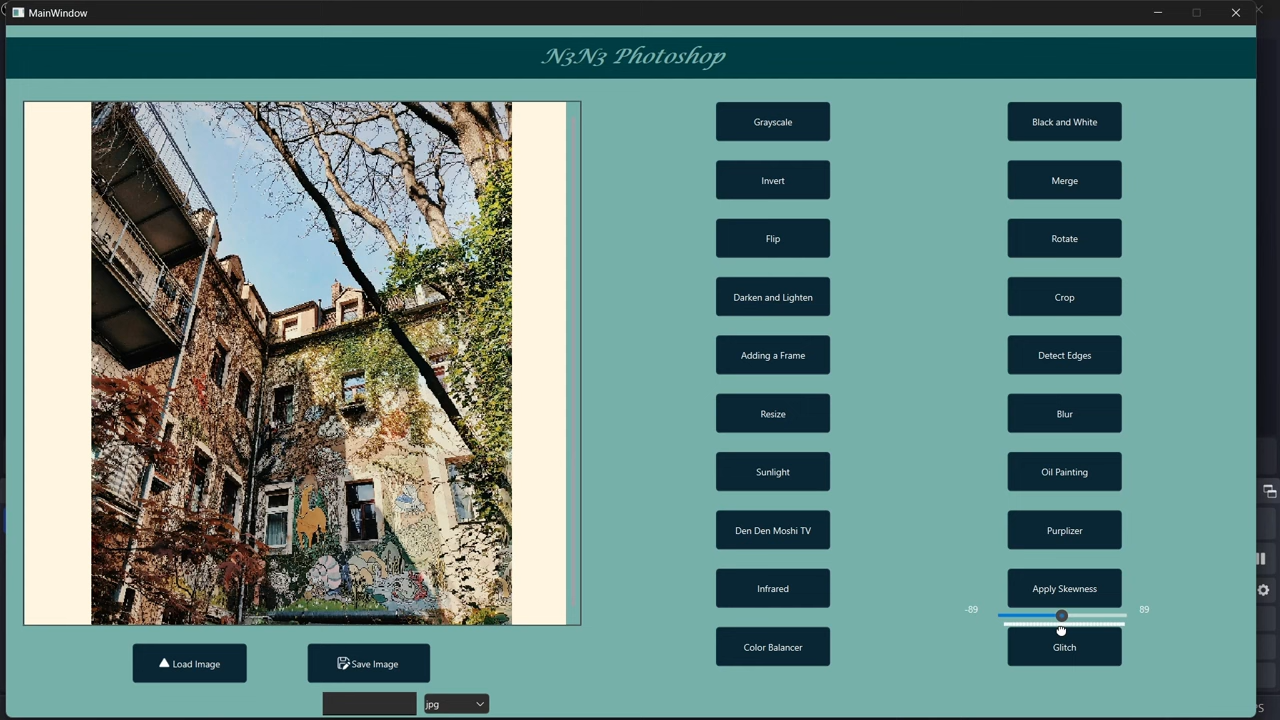 MainWindow
N3N3 Photoshop
Grayscale
Black and White
Invert
Merge
Flip
Rotate
Darken and Lighten
Crop
Adding a Frame
Detect Edges
Resize
Blur
Sunlight
Oil Painting
Den Den Moshi TV
Purplizer
Infrared
Apply Skewness
-89
89
Color Balancer
Glitch
Load Image
Save Image
jpg